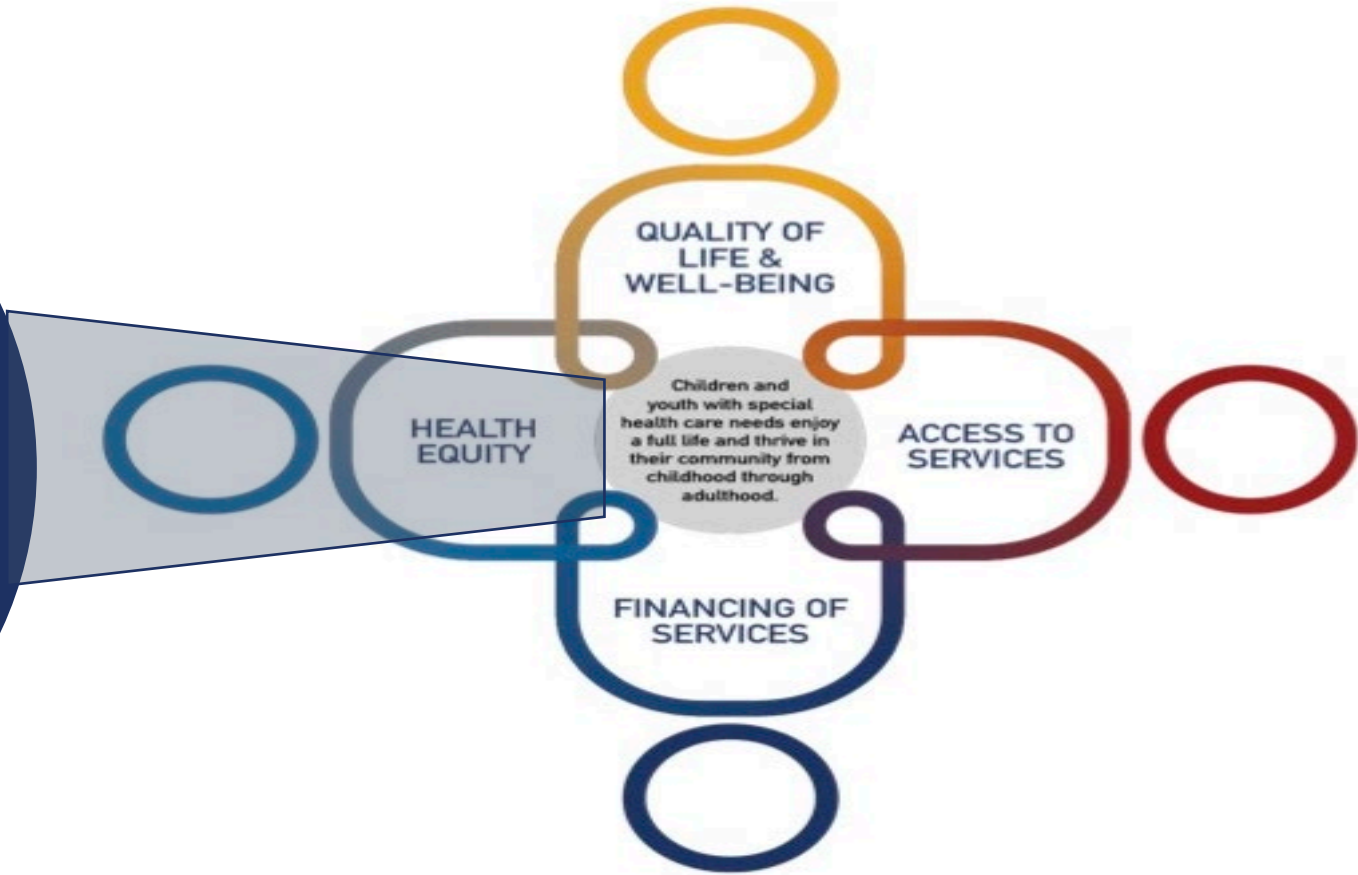 QUALITY OF
LIFE &
WELL-BEING
HEALTH
EQUITY
Children and
youth with special
health care needs enjoy
a full life and thrive in
their community from
childhood through
adulthood.
ACCESS TO
SERVICES
FINANCING OF
SERVICES